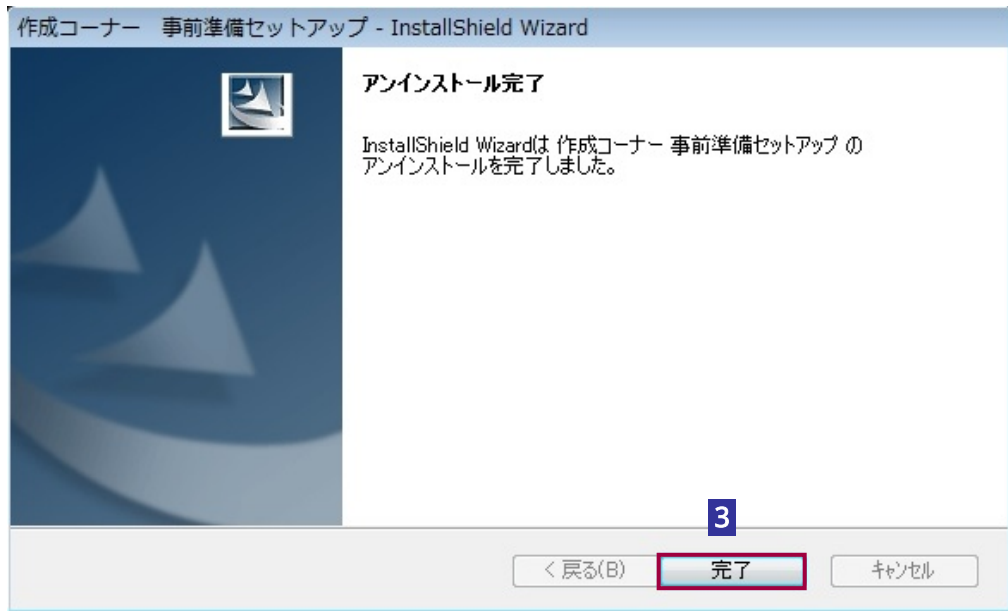 作成コーナー　事前準備セットアップ - InstallShield Wizard
アンインストール完了
InstallShield Wizardは 作成コーナー 事前準備セットアップ の
アンインストールを完了しました。
3
< 戻る(B)
完了
キャンセル